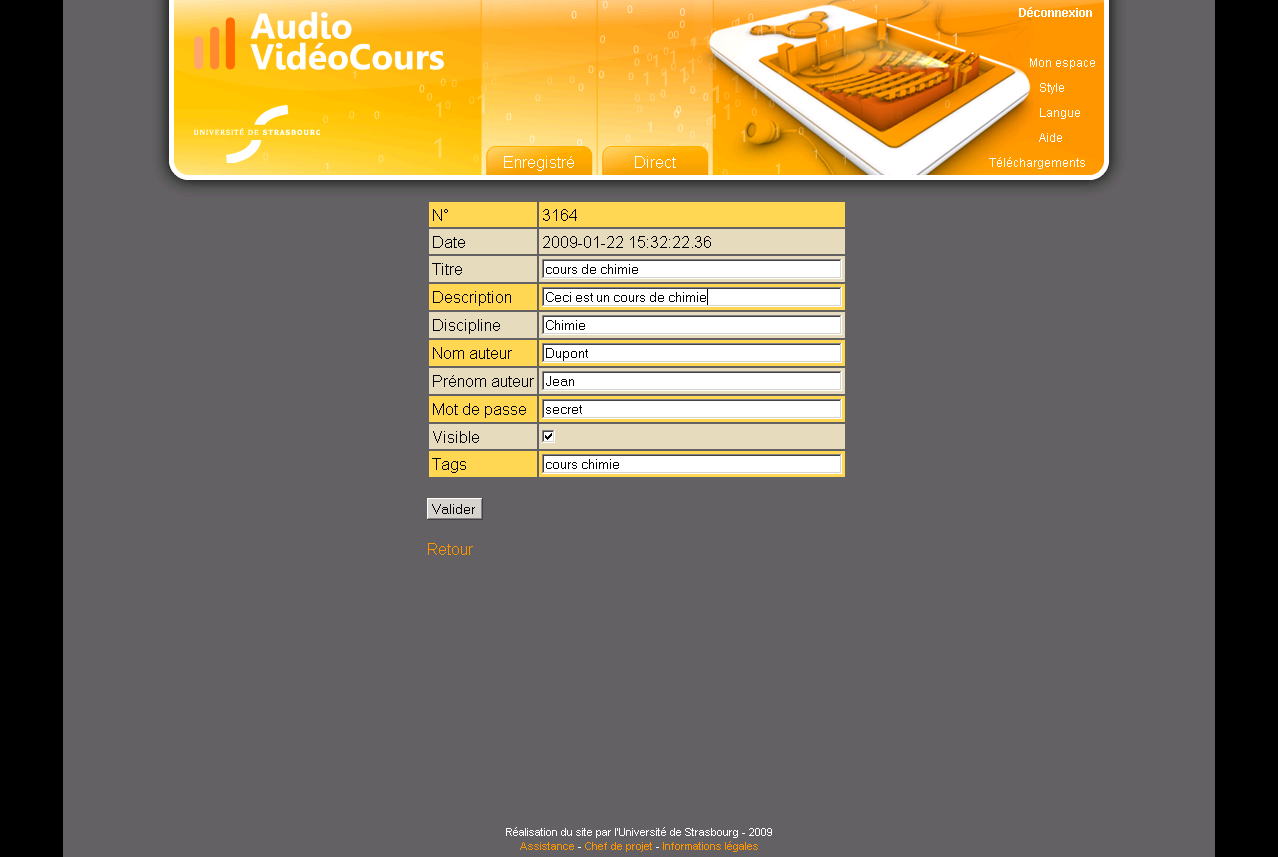 Audio
VidéoCours
UNIVERSITÉ DE STRASBOURG
Déconnexion
Mon espace
Style
Langue
Aide
Téléchargements
Enregistré
Direct
N° 3164
Date 2009-01-22 15:32:22.36
Titre cours de chimie
Description Ceci est un cours de chimie
Discipline Chimie
Nom auteur Dupont
Prénom auteur Jean
Mot de passe secret
Visible
Tags cours chimie
Valider
Retour
Réalisation du site par l'Université de Strasbourg - 2009
Assistance - Chef de projet - Informations légales